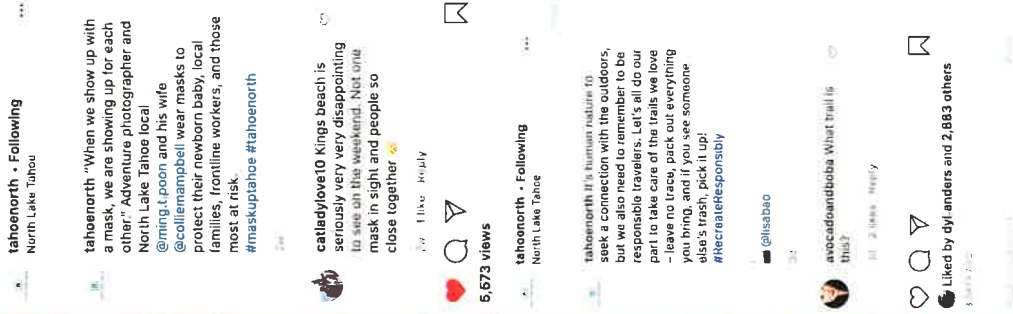 tahoenorth • Following
North Lake Tahoe
tahoenorth "When we show up with
a mask, we are showing up for each
other." Adventure photographer and
North Lake Tahoe local
@ming.t.poon and his wife
@colliemampbell wear masks to
protect their newborn baby, local
families, frontline workers, and those
most at risk.
#maskuptahoe #tahoenorth
catladylove10 Kings beach is
seriously very very disappointing
to see on the weekend. Not one
mask in sight and people so
close together
1 like Reply
5,673 views
tahoenorth • Following
North Lake Tahoe
tahoenorth It's human nature to
seek a connection with the outdoors,
but we also need to remember to be
responsible travelers. Let's all do our
part to take care of the trails we love
– leave no trace, pack out everything
you bring, and if you see someone
else's trash, pick it up!
#RecreateResponsibly
@lisabao
avocadoandboba What trail is
this?
Reply
Liked by dyl.anders and 2,883 others